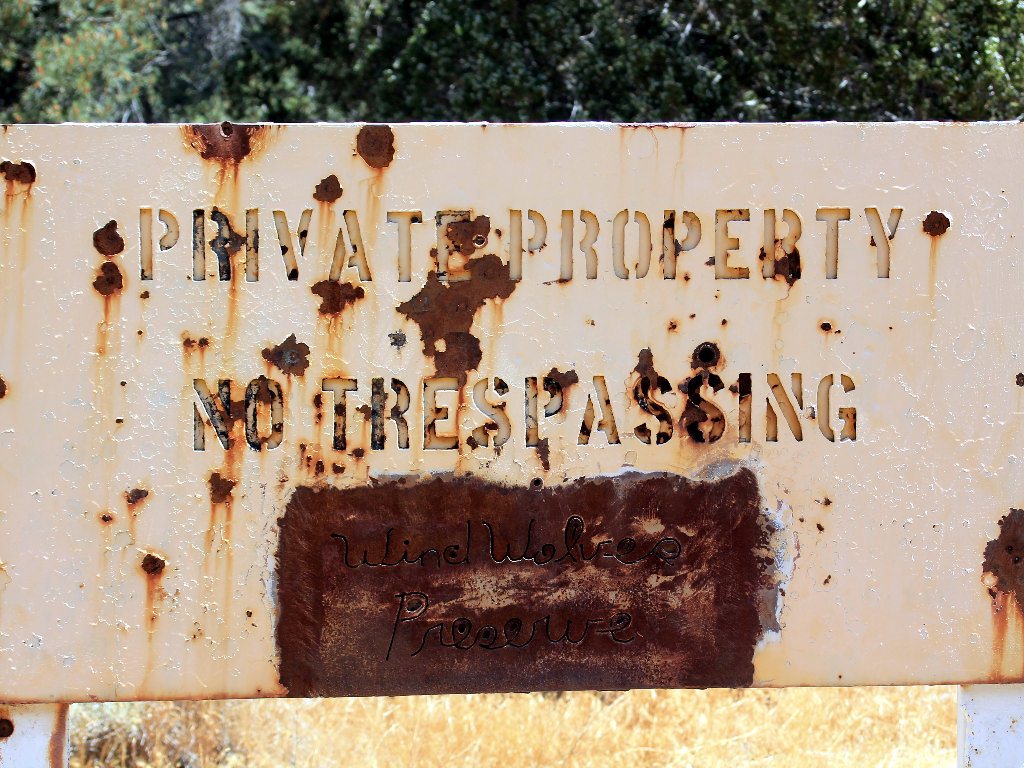 PRIVATE PROPERTY
NO TRESPASSING
Wind Wolves
Preserve